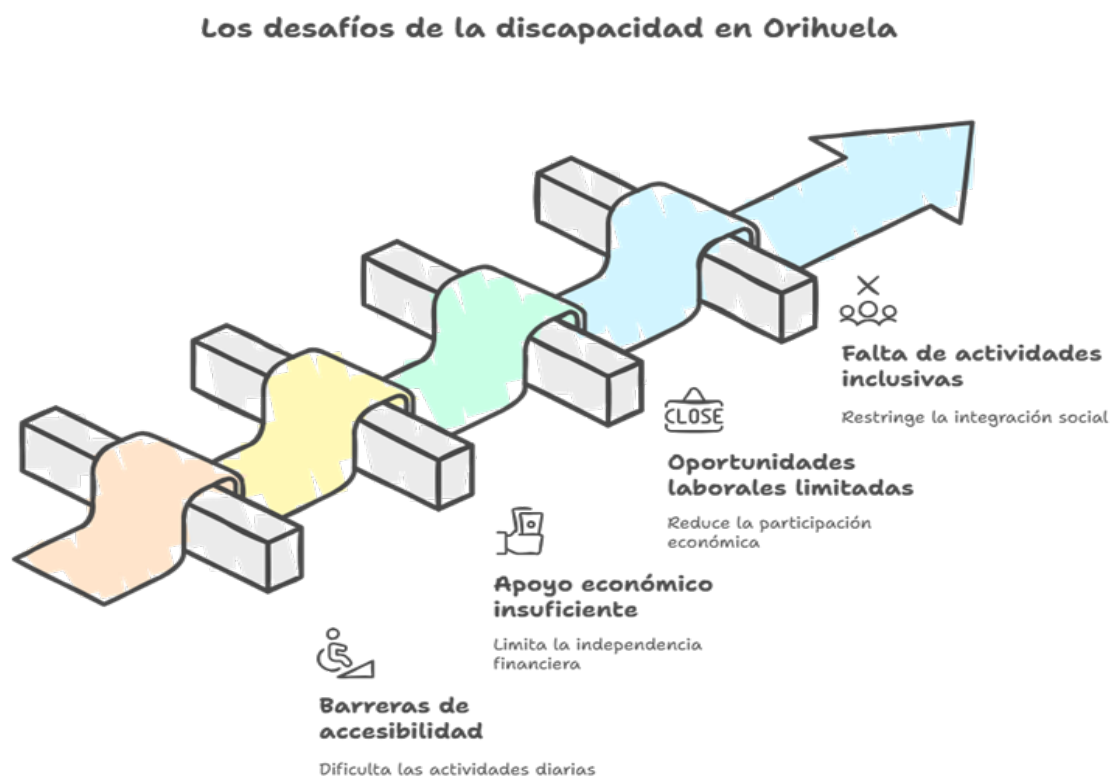 Los desafíos de la discapacidad en Orihuela
Falta de actividades
inclusivas
Restringe la integración social
CLOSE
Oportunidades
laborales limitadas
Reduce la participación
económica
Apoyo económico
insuficiente
Limita la independencia
financiera
Barreras de
accesibilidad
Dificulta las actividades diarias